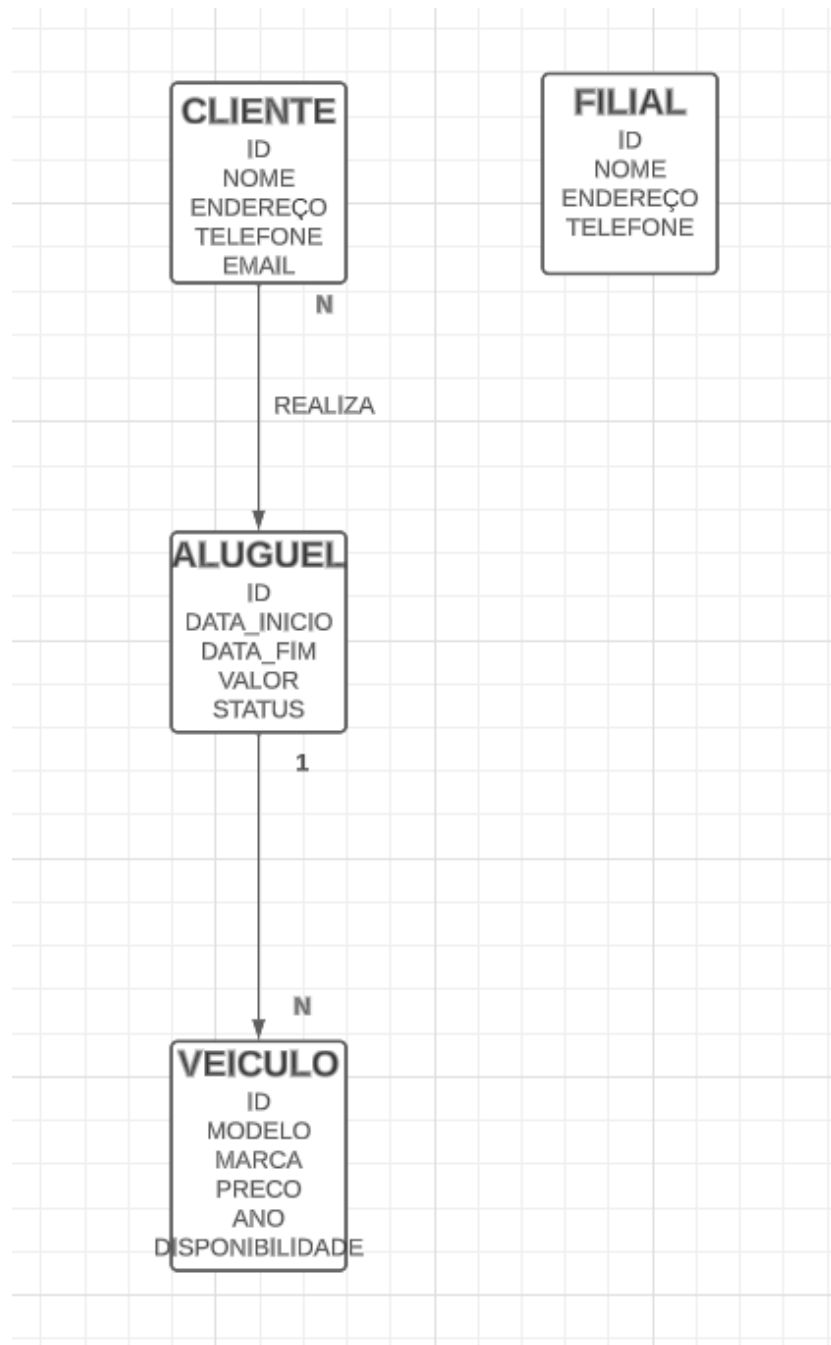 CLIENTE
ID
NOME
ENDEREÇO
TELEFONE
EMAIL
FILIAL
ID
NOME
ENDEREÇO
TELEFONE
N
REALIZA
ALUGUEL
ID
DATA_INICIO
DATA_FIM
VALOR
STATUS
1
N
VEICULO
ID
MODELO
MARCA
PRECO
ANO
DISPONIBILIDADE